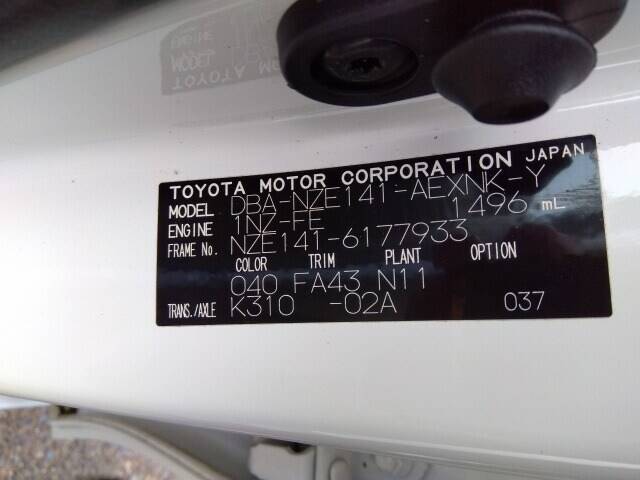 TOYOTA MOTOR CORPORATION JAPAN
MODEL DBA-NZE141-AEXNK-Y
ENGINE 1NZ-FE 1496 mL
FRAME No. NZE141-6177933
COLOR TRIM PLANT OPTION
040 FA43 N11
TRANS./AXLE K310 -02A 037